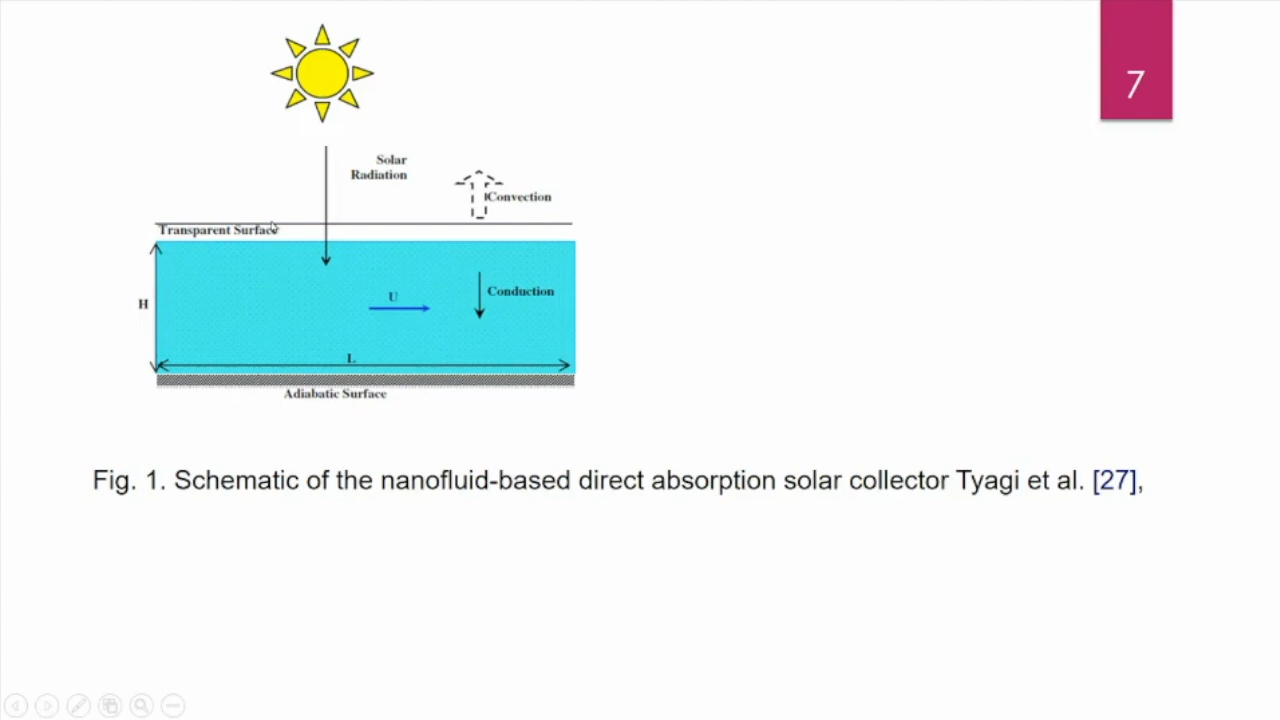 7
Solar
Radiation
Convection
Transparent Surface
H
U
Conduction
L
Adiabatic Surface
Fig. 1. Schematic of the nanofluid-based direct absorption solar collector Tyagi et al. [27],